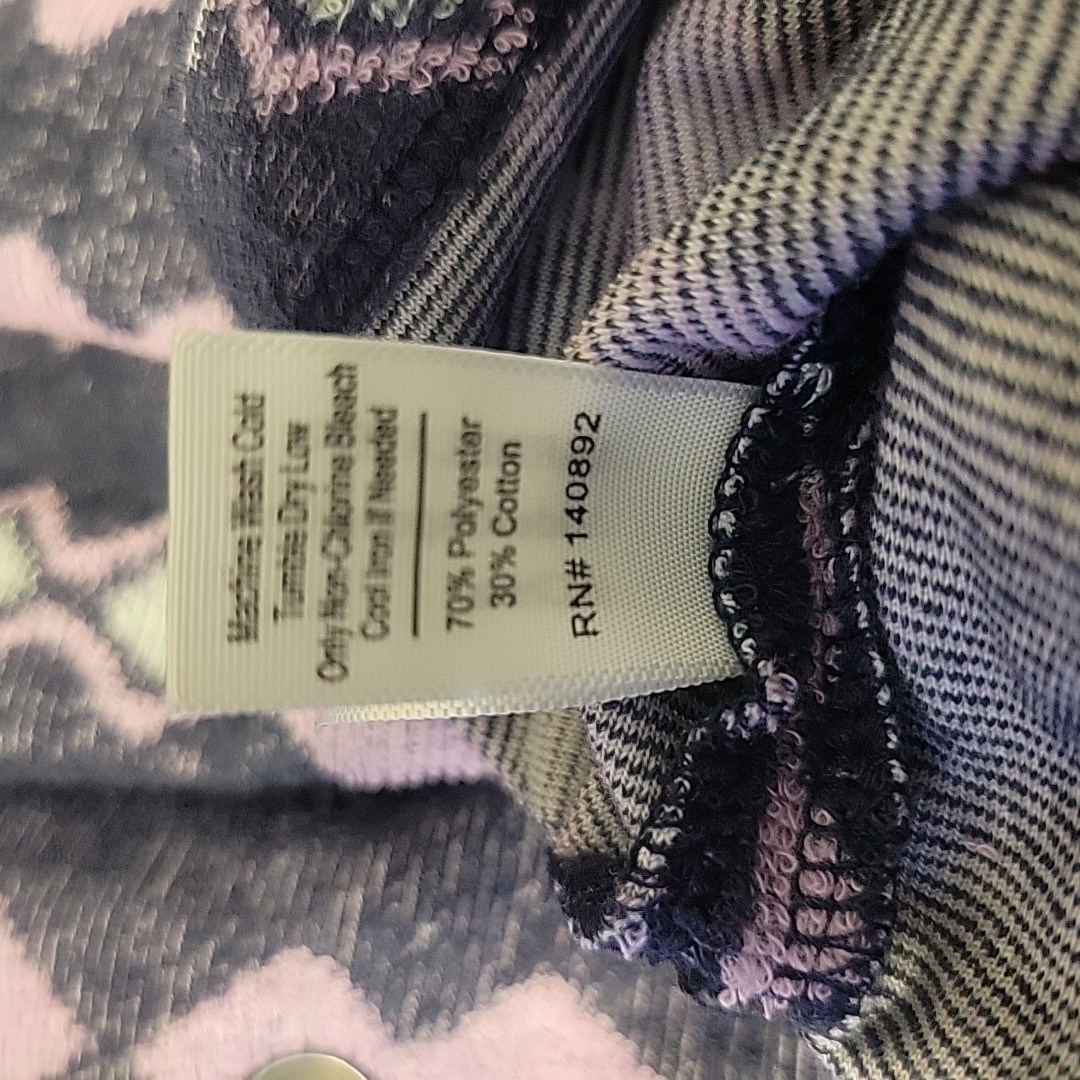 Machine Wash Cold
Tumble Dry Low
Only Non-Chlorine Bleach
Cool Iron if Needed
70% Polyester
30% Cotton
RN# 140892